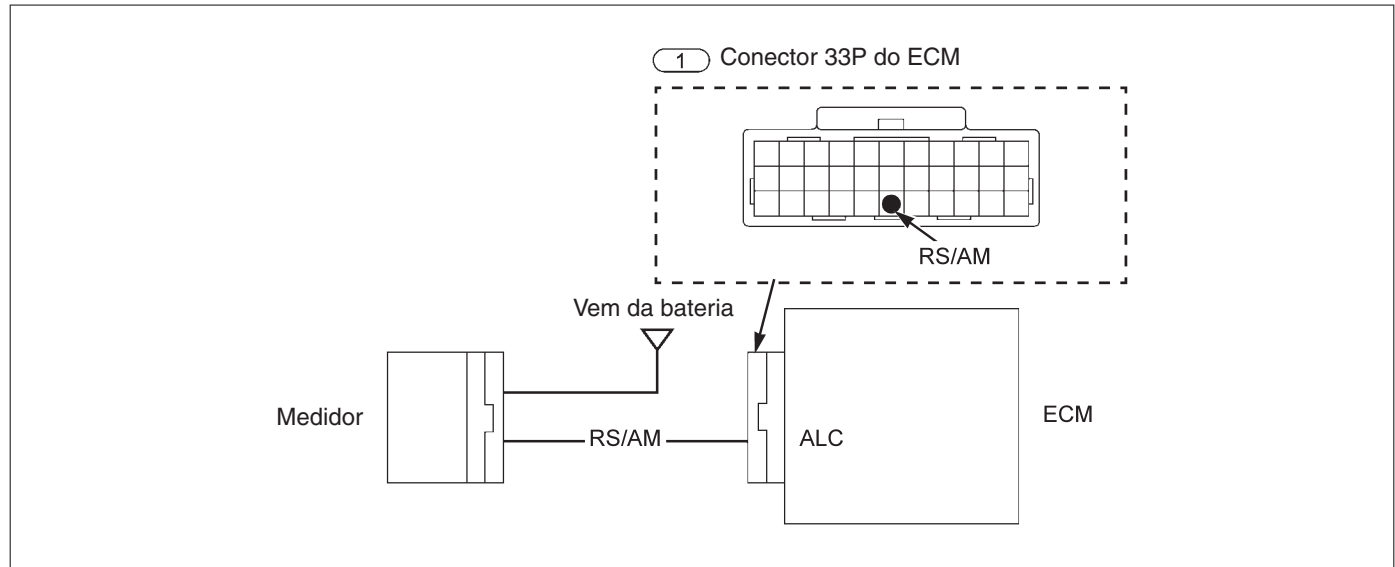 1 Conector 33P do ECM
RS/AM
Vem da bateria
Medidor
RS/AM
ALC
ECM